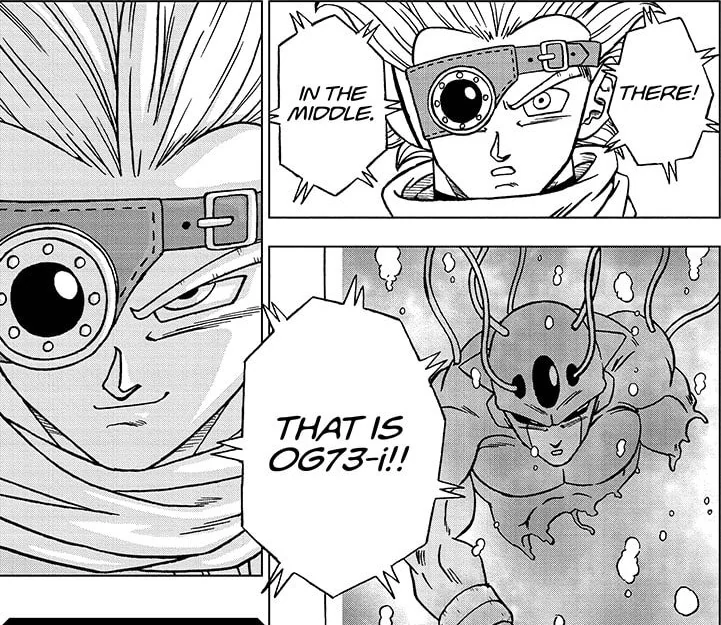 THERE!
IN THE
MIDDLE.
THAT IS
OG73-i!!